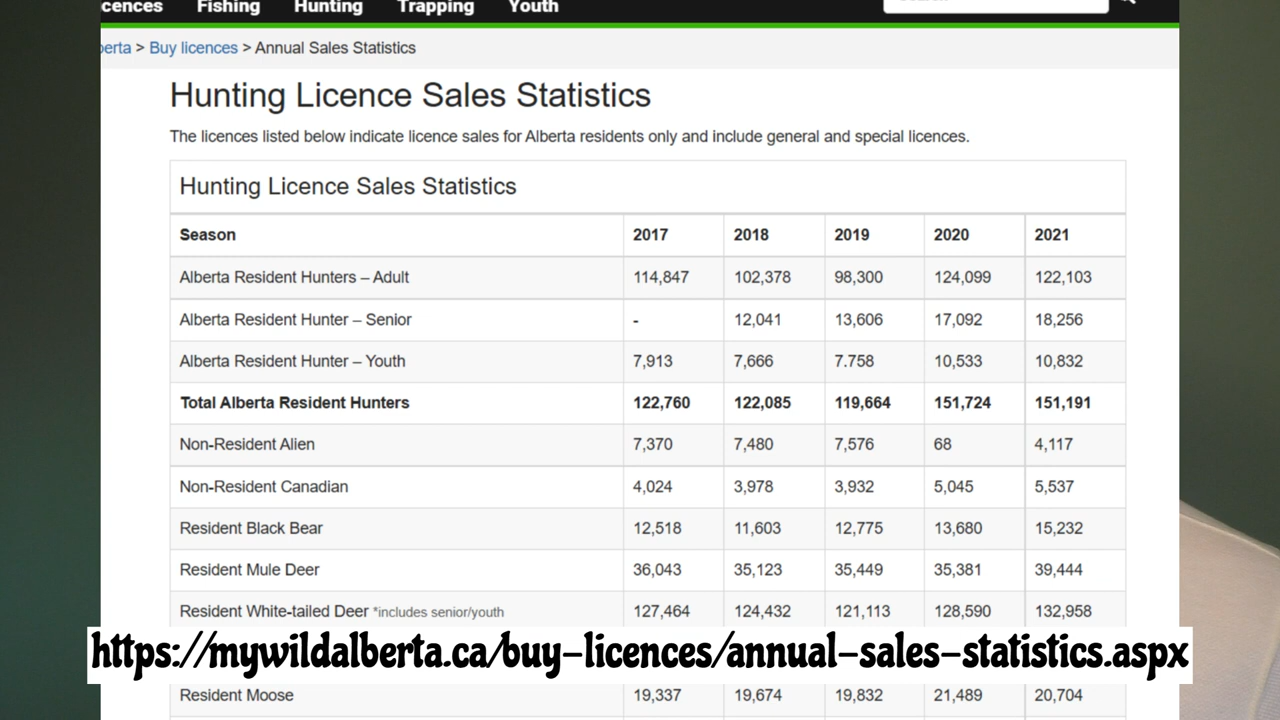 cences Fishing Hunting Trapping Youth
berta > Buy licences > Annual Sales Statistics
Hunting Licence Sales Statistics
The licences listed below indicate licence sales for Alberta residents only and include general and special licences.
Hunting Licence Sales Statistics
Season 2017 2018 2019 2020 2021
Alberta Resident Hunters – Adult 114,847 102,378 98,300 124,099 122,103
Alberta Resident Hunter – Senior - 12,041 13,606 17,092 18,256
Alberta Resident Hunter – Youth 7,913 7,666 7.758 10,533 10,832
Total Alberta Resident Hunters 122,760 122,085 119,664 151,724 151,191
Non-Resident Alien 7,370 7,480 7,576 68 4,117
Non-Resident Canadian 4,024 3,978 3,932 5,045 5,537
Resident Black Bear 12,518 11,603 12,775 13,680 15,232
Resident Mule Deer 36,043 35,123 35,449 35,381 39,444
Resident White-tailed Deer *includes senior/youth 127,464 124,432 121,113 128,590 132,958
https://mywildalberta.ca/buy-licences/annual-sales-statistics.aspx
Resident Moose 19,337 19,674 19,832 21,489 20,704